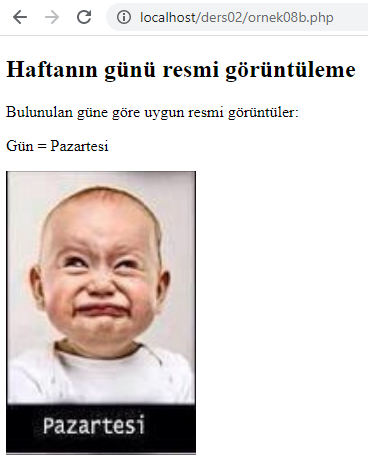 localhost/ders02/ornek08b.php
Haftanın günü resmi görüntüleme
Bulunulan güne göre uygun resmi görüntüler:
Gün = Pazartesi
Pazartesi